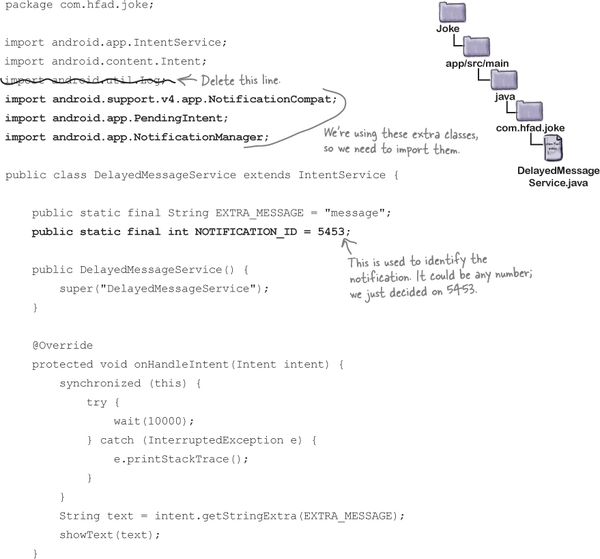 package com.hfad.joke;
import android.app.IntentService;
import android.content.Intent;
import android.util.Log;
Delete this line.
import android.support.v4.app.NotificationCompat;
import android.app.PendingIntent;
import android.app.NotificationManager;
We're using these extra classes,
so we need to import them.
Joke
app/src/main
java
com.hfad.joke
DelayedMessage
Service.java
public class DelayedMessageService extends IntentService {
public static final String EXTRA_MESSAGE = "message";
public static final int NOTIFICATION_ID = 5453;
This is used to identify the
notification. It could be any number;
we just decided on 5453.
public DelayedMessageService() {
super("DelayedMessageService");
}
@Override
protected void onHandleIntent(Intent intent) {
synchronized (this) {
try {
wait(10000);
} catch (InterruptedException e) {
e.printStackTrace();
}
}
String text = intent.getStringExtra(EXTRA_MESSAGE);
showText(text);
}